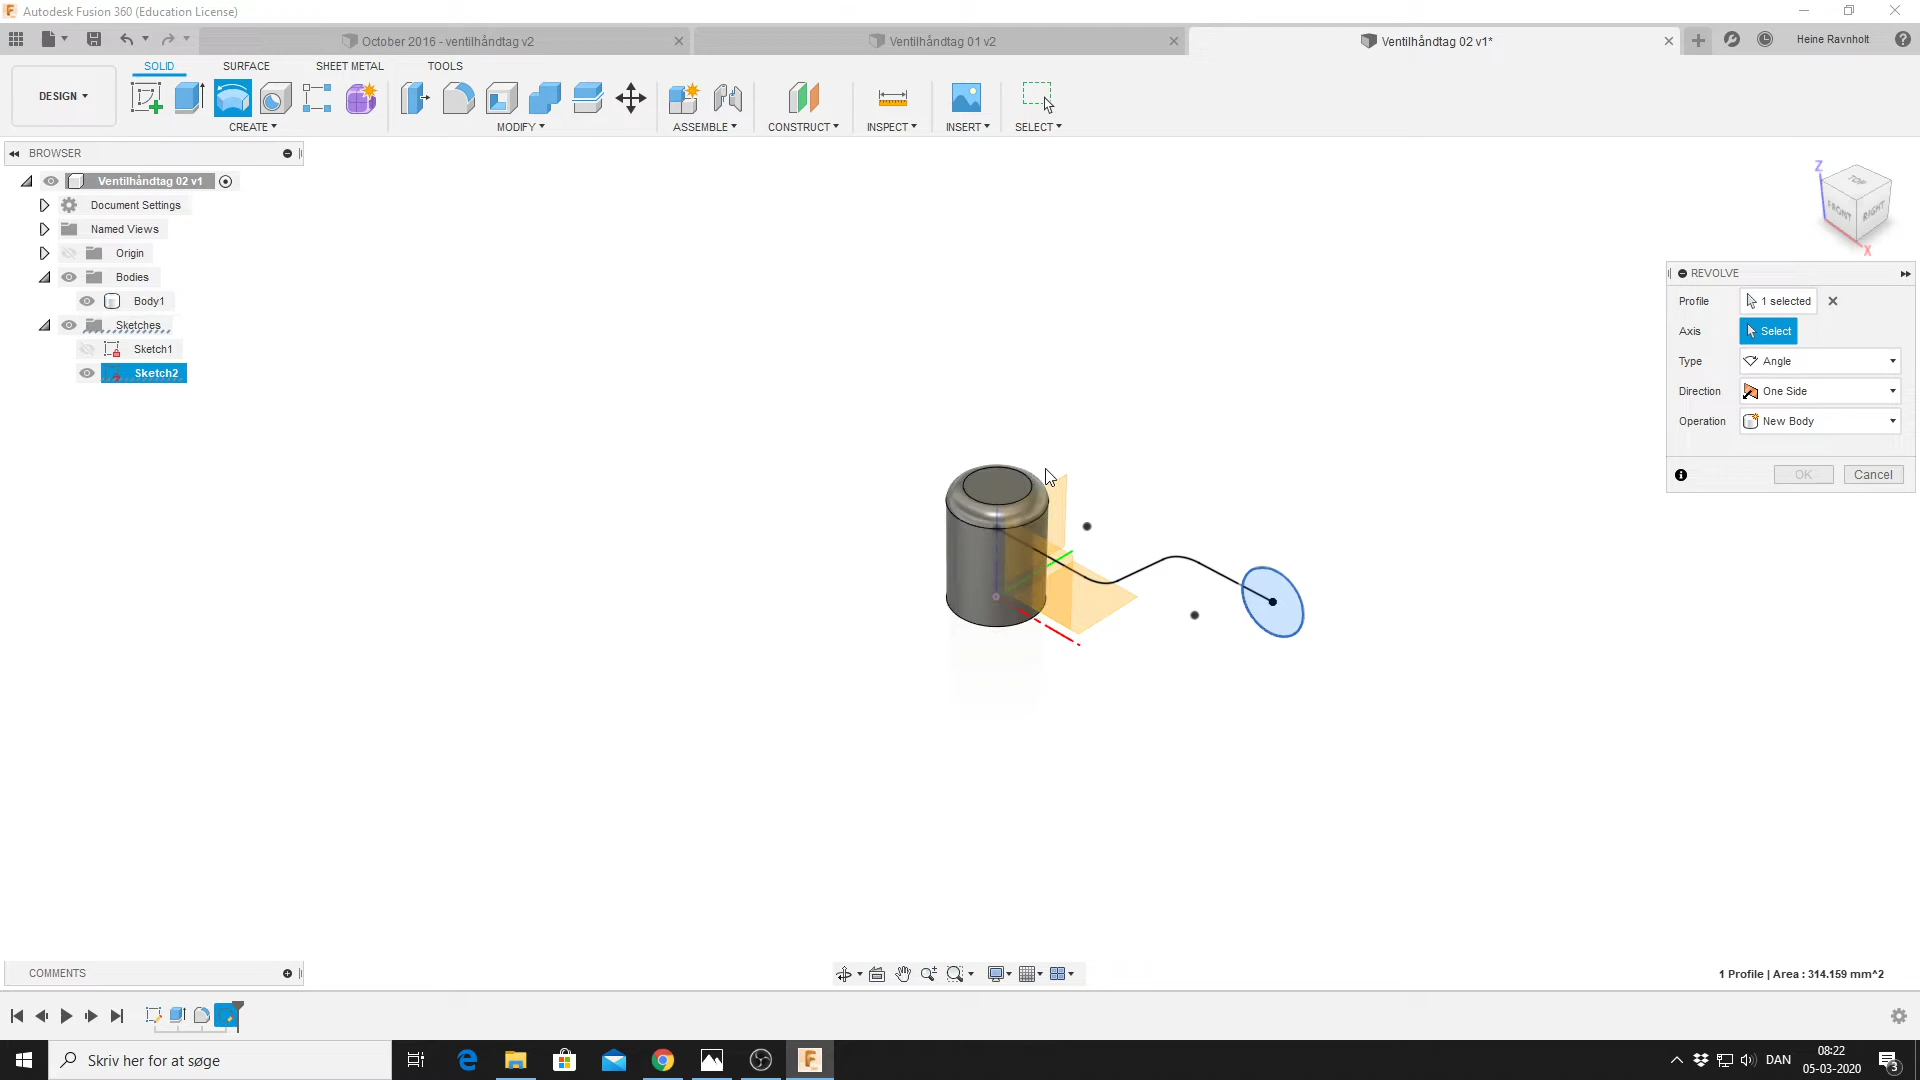 Autodesk Fusion 360 (Education License)
October 2016 - ventilhåndtag v2
Ventilhåndtag 01 v2
Ventilhåndtag 02 v1*
Heine Ravnholt
SOLID
SURFACE
SHEET METAL
TOOLS
DESIGN
CREATE
MODIFY
ASSEMBLE
CONSTRUCT
INSPECT
INSERT
SELECT
BROWSER
Ventilhåndtag 02 v1
Document Settings
Named Views
Origin
Bodies
Body1
Sketches
Sketch1
Sketch2
Z
TOP
FRONT
RIGHT
X
REVOLVE
Profile
1 selected
Axis
Select
Type
Angle
Direction
One Side
Operation
New Body
OK
Cancel
COMMENTS
1 Profile | Area : 314.159 mm^2
Skriv her for at søge
DAN
08:22
05-03-2020
3